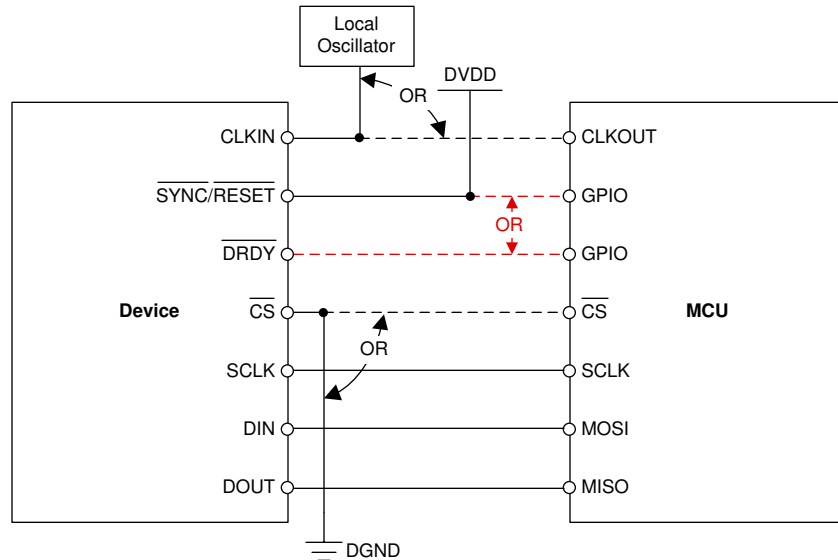 Local
Oscillator
DVDD
OR
CLKIN
CLKOUT
SYNC/RESET
GPIO
OR
DRDY
GPIO
Device
CS
CS
MCU
OR
SCLK
SCLK
DIN
MOSI
DOUT
MISO
DGND